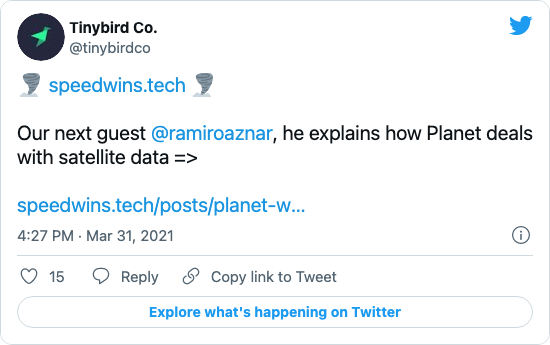 Tinybird Co.
@tinybirdco
speedwins.tech
Our next guest @ramiroaznar, he explains how Planet deals
with satellite data =>
speedwins.tech/posts/planet-w...
4:27 PM · Mar 31, 2021
15 Reply Copy link to Tweet
Explore what's happening on Twitter